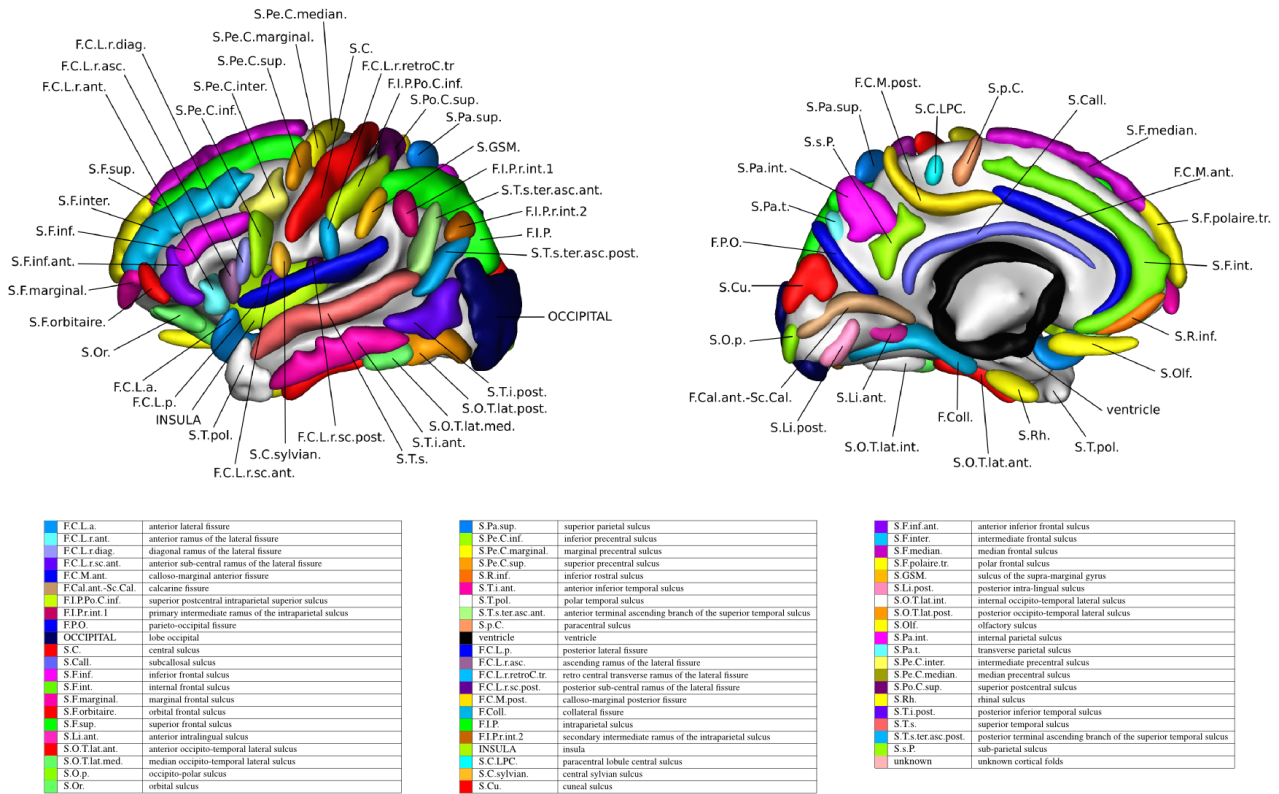 S.Pe.C.median.
S.Pe.C.marginal.
F.C.L.r.diag.
S.C.
S.Pe.C.sup.
F.C.L.r.asc.
F.C.L.r.retroC.tr
F.C.L.r.ant.
S.Pe.C.inter.
F.I.P.Po.C.inf.
S.Pe.C.inf.
S.Po.C.sup.
S.Pa.sup.
S.GSM.
S.F.sup.
F.I.P.r.int.1
S.T.s.ter.asc.ant.
S.F.inter.
F.I.P.r.int.2
S.F.inf.
F.I.P.
S.T.s.ter.asc.post.
S.F.inf.ant.
S.F.marginal.
OCCIPITAL
S.F.orbitaire.
S.Or.
F.C.L.a.
S.T.i.post.
F.C.L.p.
S.O.T.lat.post.
INSULA
S.O.T.lat.med.
S.T.pol.
F.C.L.r.sc.post.
S.T.i.ant.
S.C.sylvian.
S.T.s.
F.C.L.r.sc.ant.
F.C.M.post.
S.p.C.
S.Pa.sup.
S.C.LPC.
S.Call.
S.s.P.
S.F.median.
S.Pa.int.
F.C.M.ant.
S.Pa.t.
S.F.polaire.tr.
F.P.O.
S.F.int.
S.Cu.
S.O.p.
S.R.inf.
S.Olf.
F.Cal.ant.-Sc.Cal.
S.Li.ant.
ventricle
S.Li.post.
F.Coll.
S.Rh.
S.O.T.lat.int.
S.T.pol.
S.O.T.lat.ant.
F.C.L.a. anterior lateral fissure
F.C.L.r.ant. anterior ramus of the lateral fissure
F.C.L.r.diag. diagonal ramus of the lateral fissure
F.C.L.r.sc.ant. anterior sub-central ramus of the lateral fissure
F.C.M.ant. calloso-marginal anterior fissure
F.Cal.ant.-Sc.Cal. calcarine fissure
F.I.P.Po.C.inf. superior postcentral intraparietal superior sulcus
F.I.P.r.int.1 primary intermediate ramus of the intraparietal sulcus
F.P.O. parieto-occipital fissure
OCCIPITAL lobe occipital
S.C. central sulcus
S.Call. subcallosal sulcus
S.F.inf. inferior frontal sulcus
S.F.int. internal frontal sulcus
S.F.marginal. marginal frontal sulcus
S.F.orbitaire. orbital frontal sulcus
S.F.sup. superior frontal sulcus
S.Li.ant. anterior intralingual sulcus
S.O.T.lat.ant. anterior occipito-temporal lateral sulcus
S.O.T.lat.med. median occipito-temporal lateral sulcus
S.O.p. occipito-polar sulcus
S.Or. orbital sulcus
S.Pa.sup. superior parietal sulcus
S.Pe.C.inf. inferior precentral sulcus
S.Pe.C.marginal. marginal precentral sulcus
S.Pe.C.sup. superior precentral sulcus
S.R.inf. inferior rostral sulcus
S.T.i.ant. anterior inferior temporal sulcus
S.T.pol. polar temporal sulcus
S.T.s.ter.asc.ant. anterior terminal ascending branch of the superior temporal sulcus
S.p.C. paracentral sulcus
ventricle ventricle
F.C.L.p. posterior lateral fissure
F.C.L.r.asc. ascending ramus of the lateral fissure
F.C.L.r.retroC.tr. retro central transverse ramus of the lateral fissure
F.C.L.r.sc.post. posterior sub-central ramus of the lateral fissure
F.C.M.post. calloso-marginal posterior fissure
F.Coll. collateral fissure
F.I.P. intraparietal sulcus
F.I.P.r.int.2 secondary intermediate ramus of the intraparietal sulcus
INSULA insula
S.C.LPC. paracentral lobule central sulcus
S.C.sylvian. central sylvian sulcus
S.Cu. cuneal sulcus
S.F.inf.ant. anterior inferior frontal sulcus
S.F.inter. intermediate frontal sulcus
S.F.median. median frontal sulcus
S.F.polaire.tr. polar frontal sulcus
S.GSM. sulcus of the supra-marginal gyrus
S.Li.post. posterior intra-lingual sulcus
S.O.T.lat.int. internal occipito-temporal lateral sulcus
S.O.T.lat.post. posterior occipito-temporal lateral sulcus
S.Olf. olfactory sulcus
S.Pa.int. internal parietal sulcus
S.Pa.t. transverse parietal sulcus
S.Pe.C.inter. intermediate precentral sulcus
S.Pe.C.median. median precentral sulcus
S.Po.C.sup. superior postcentral sulcus
S.Rh. rhinal sulcus
S.T.i.post. posterior inferior temporal sulcus
S.T.s. superior temporal sulcus
S.T.s.ter.asc.post. posterior terminal ascending branch of the superior temporal sulcus
S.s.P. sub-parietal sulcus
unknown unknown cortical folds